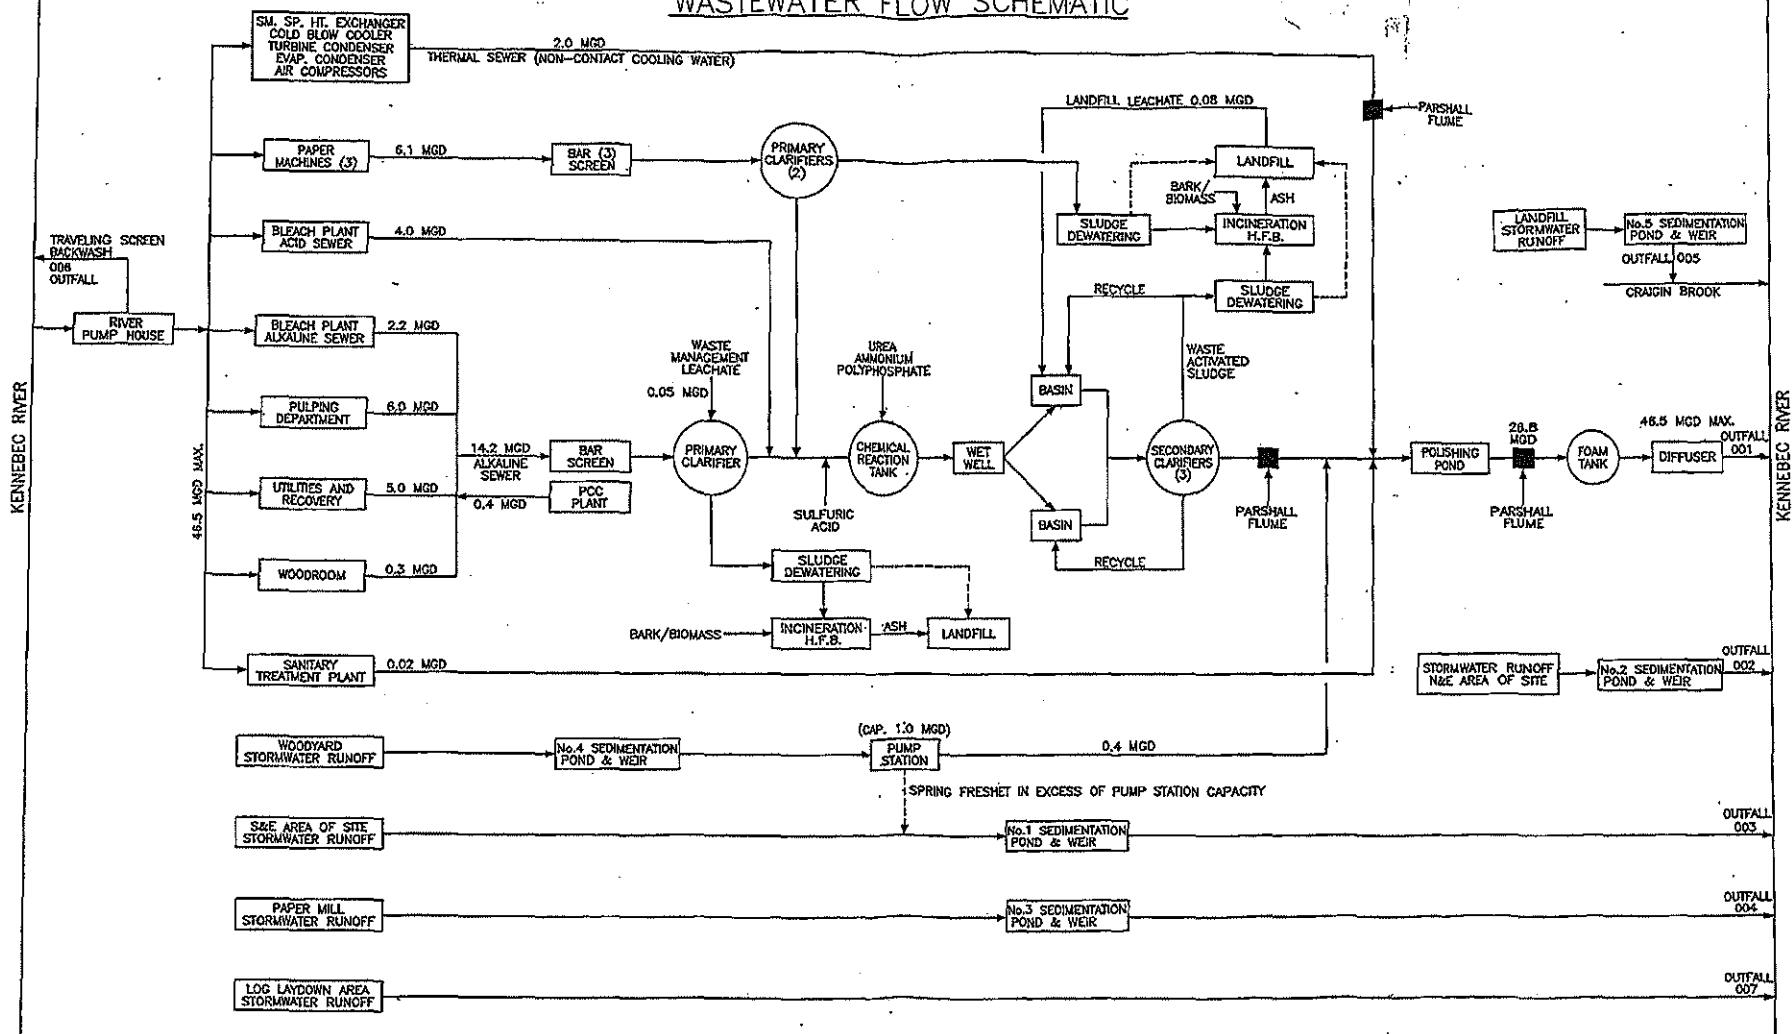 WASTEWATER FLOW SCHEMATIC
SM. SP. HT. EXCHANGER
COLD BLOW COOLER
TURBINE CONDENSER
EVAP. CONDENSER
AIR COMPRESSORS
2.0 MGD
THERMAL SEWER (NON-CONTACT COOLING WATER)
LANDFILL LEACHATE 0.08 MGD
PARSHALL
FLUME
PAPER
MACHINES (3)
6.1 MGD
BAR (3)
SCREEN
PRIMARY
CLARIFIERS
(2)
LANDFILL
BARK/
BIOMASS
ASH
SLUDGE
DEWATERING
INCINERATION
H.F.B.
BLEACH PLANT
ACID SEWER
4.0 MGD
LANDFILL
STORMWATER
RUNOFF
No.5 SEDIMENTATION
POND & WEIR
OUTFALL 005
CRAIGIN BROOK
TRAVELING SCREEN
BACKWASH
006
OUTFALL
RECYCLE
SLUDGE
DEWATERING
RIVER
PUMP HOUSE
BLEACH PLANT
ALKALINE SEWER
2.2 MGD
WASTE
MANAGEMENT
LEACHATE
0.05 MGD
UREA
AMMONIUM
POLYPHOSPHATE
WASTE
ACTIVATED
SLUDGE
BASIN
KENNEBEC RIVER
46.5 MGD MAX.
PULPING
DEPARTMENT
6.0 MGD
14.2 MGD
ALKALINE
SEWER
BAR
SCREEN
PRIMARY
CLARIFIER
CHEMICAL
REACTION
TANK
WET
WELL
SECONDARY
CLARIFIERS
(3)
POLISHING
POND
26.8
MGD
FOAM
TANK
46.5 MGD MAX.
DIFFUSER
OUTFALL
001
KENNEBEC RIVER
UTILITIES AND
RECOVERY
5.0 MGD
0.4 MGD
PCC
PLANT
SULFURIC
ACID
BASIN
PARSHALL
FLUME
PARSHALL
FLUME
WOODROOM
0.3 MGD
SLUDGE
DEWATERING
RECYCLE
BARK/BIOMASS
INCINERATION
H.F.B.
ASH
LANDFILL
SANITARY
TREATMENT PLANT
0.02 MGD
STORMWATER RUNOFF
N&E AREA OF SITE
No.2 SEDIMENTATION
POND & WEIR
OUTFALL
002
WOODYARD
STORMWATER RUNOFF
No.4 SEDIMENTATION
POND & WEIR
(CAP. 1.0 MGD)
PUMP
STATION
0.4 MGD
SPRING FRESHET IN EXCESS OF PUMP STATION CAPACITY
S&E AREA OF SITE
STORMWATER RUNOFF
No.1 SEDIMENTATION
POND & WEIR
OUTFALL
003
PAPER MILL
STORMWATER RUNOFF
No.3 SEDIMENTATION
POND & WEIR
OUTFALL
004
LOG LAYDOWN AREA
STORMWATER RUNOFF
OUTFALL
007